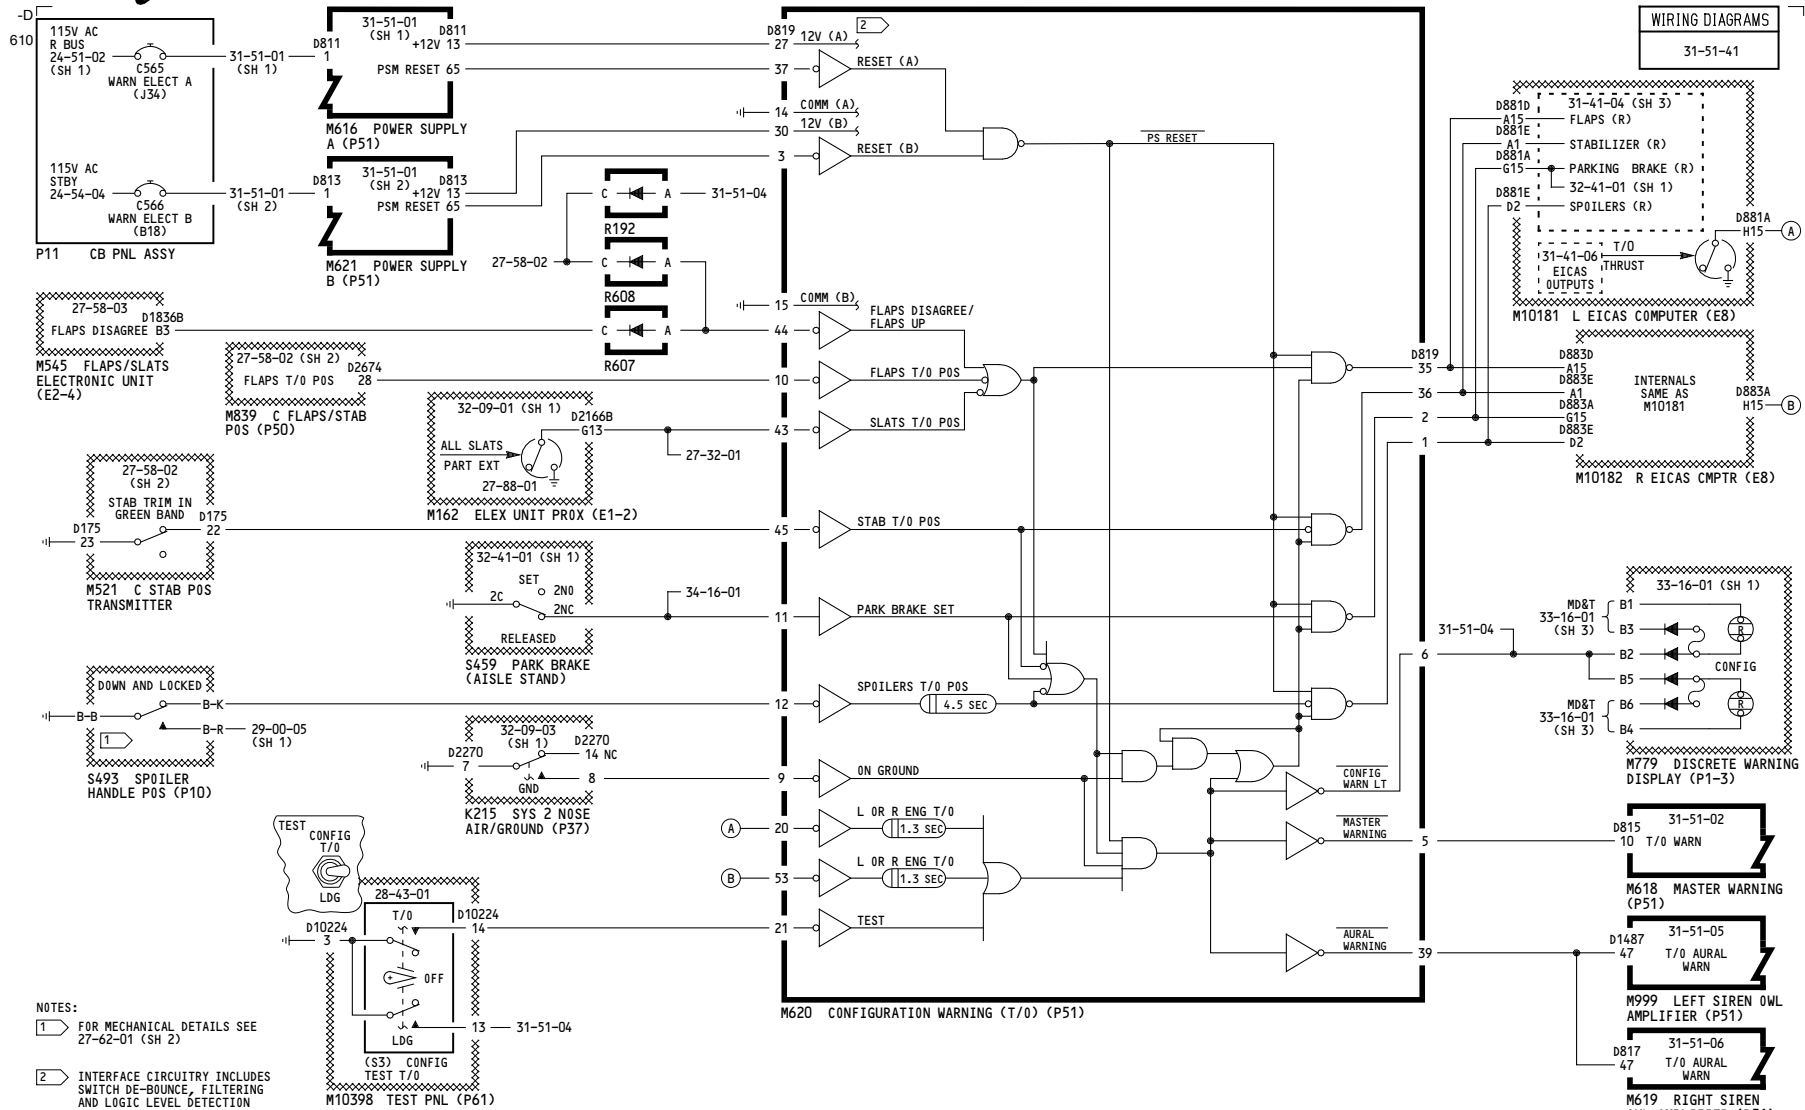 -D
610
WIRING DIAGRAMS
31-51-41
115V AC
R BUS
24-51-02
(SH 1)
C565
WARN ELECT A
(J34)
31-51-01
(SH 1)
115V AC
STBY
24-54-04
C566
WARN ELECT B
(B18)
31-51-01
(SH 2)
P11 CB PNL ASSY
D811
1
31-51-01
(SH 1)
D811
+12V 13
PSM RESET 65
M616 POWER SUPPLY
A (P51)
D813
1
31-51-01
(SH 2)
D813
+12V 13
PSM RESET 65
M621 POWER SUPPLY
B (P51)
C A
31-51-04
R192
27-58-02
C A
R608
C A
R607
27-58-03
D1836B
FLAPS DISAGREE B3
M545 FLAPS/SLATS
ELECTRONIC UNIT
(E2-4)
27-58-02 (SH 2)
D2674
FLAPS T/O POS 28
M839 C FLAPS/STAB
POS (P50)
32-09-01 (SH 1)
D2166B
G13
ALL SLATS
PART EXT
27-88-01
M162 ELEX UNIT PROX (E1-2)
27-32-01
27-58-02
(SH 2)
STAB TRIM IN
GREEN BAND
D175
23
D175
22
M521 C STAB POS
TRANSMITTER
32-41-01 (SH 1)
SET
2NO
2C
2NC
RELEASED
S459 PARK BRAKE
(AISLE STAND)
34-16-01
DOWN AND LOCKED
B-B
B-K
B-R
29-00-05
(SH 1)
1
S493 SPOILER
HANDLE POS (P10)
32-09-03
(SH 1)
D2270
7
D2270
14 NC
8
GND
K215 SYS 2 NOSE
AIR/GROUND (P37)
TEST
CONFIG
T/O
LDG
28-43-01
D10224
3
T/O
D10224
14
OFF
13
31-51-04
LDG
(S3) CONFIG
TEST T/O
M10398 TEST PNL (P61)
A
B
D819
27 12V (A)
2
37 RESET (A)
14 COMM (A)
30 12V (B)
3 RESET (B)
15 COMM (B)
44 FLAPS DISAGREE/
FLAPS UP
10 FLAPS T/O POS
43 SLATS T/O POS
45 STAB T/O POS
11 PARK BRAKE SET
12 SPOILERS T/O POS
4.5 SEC
9 ON GROUND
20 L OR R ENG T/O
1.3 SEC
53 L OR R ENG T/O
1.3 SEC
21 TEST
PS RESET
CONFIG
WARN LT
MASTER
WARNING
AURAL
WARNING
D819
35
36
2
1
6
5
39
M620 CONFIGURATION WARNING (T/O) (P51)
D881D
A15
D881E
A1
D881A
G15
D881E
D2
31-41-04 (SH 3)
FLAPS (R)
STABILIZER (R)
PARKING BRAKE (R)
32-41-01 (SH 1)
SPOILERS (R)
31-41-06
EICAS
OUTPUTS
T/O
THRUST
D881A
H15
A
M10181 L EICAS COMPUTER (E8)
D883D
A15
D883E
A1
D883A
G15
D883E
D2
INTERNALS
SAME AS
M10181
D883A
H15
B
M10182 R EICAS CMPTR (E8)
33-16-01 (SH 1)
MD&T
33-16-01
(SH 3)
B1
B3
R
31-51-04
B2
CONFIG
B5
MD&T
33-16-01
(SH 3)
B6
B4
R
M779 DISCRETE WARNING
DISPLAY (P1-3)
D815
10
31-51-02
T/O WARN
M618 MASTER WARNING
(P51)
D1487
47
31-51-05
T/O AURAL
WARN
M999 LEFT SIREN OWL
AMPLIFIER (P51)
D817
47
31-51-06
T/O AURAL
WARN
M619 RIGHT SIREN
NOTES:
1 FOR MECHANICAL DETAILS SEE
27-62-01 (SH 2)
2 INTERFACE CIRCUITRY INCLUDES
SWITCH DE-BOUNCE, FILTERING
AND LOGIC LEVEL DETECTION